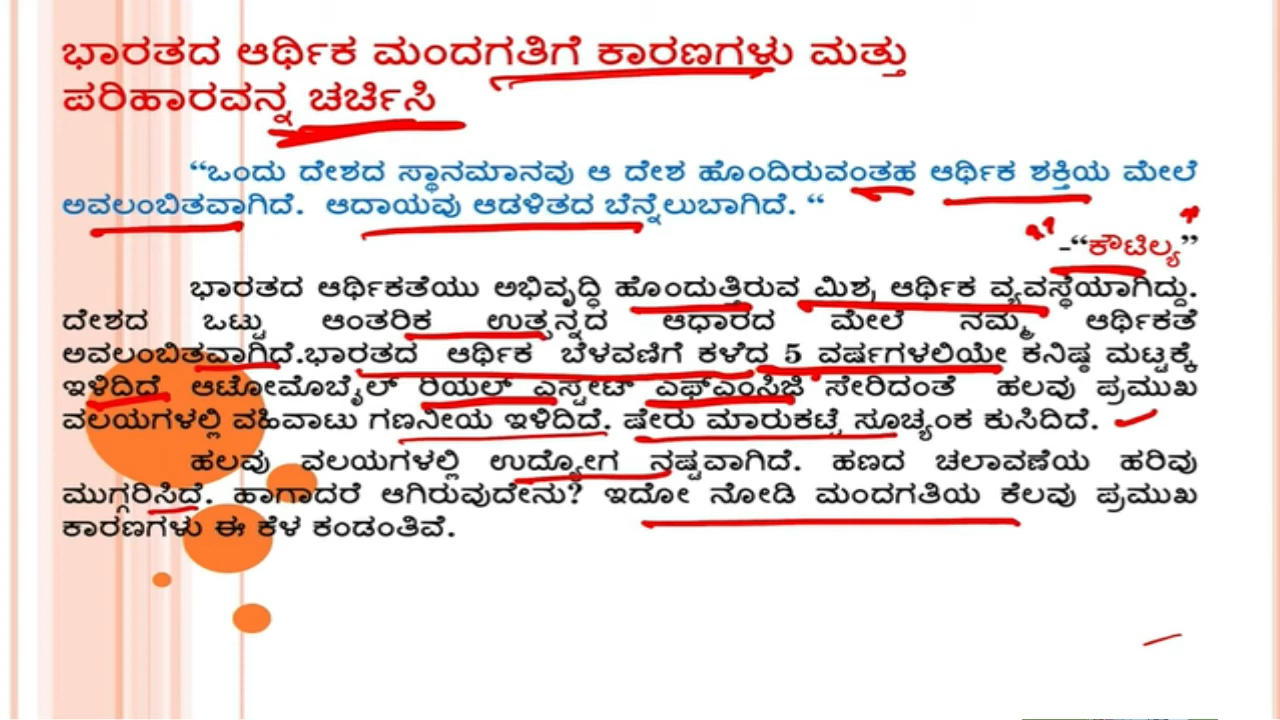 ಭಾರತದ ಆರ್ಥಿಕ ಮಂದಗತಿಗೆ ಕಾರಣಗಳು ಮತ್ತು
ಪರಿಹಾರವನ್ನ ಚರ್ಚಿಸಿ
“ಒಂದು ದೇಶದ ಸ್ಥಾನಮಾನವು ಆ ದೇಶ ಹೊಂದಿರುವಂತಹ ಆರ್ಥಿಕ ಶಕ್ತಿಯ ಮೇಲೆ
ಅವಲಂಬಿತವಾಗಿದೆ. ಆದಾಯವು ಆಡಳಿತದ ಬೆನ್ನೆಲುಬಾಗಿದೆ. “
-“ಕೌಟಿಲ್ಯ”
ಭಾರತದ ಆರ್ಥಿಕತೆಯು ಅಭಿವೃದ್ಧಿ ಹೊಂದುತ್ತಿರುವ ಮಿಶ್ರ ಆರ್ಥಿಕ ವ್ಯವಸ್ಥೆಯಾಗಿದ್ದು.
ದೇಶದ ಒಟ್ಟು ಆಂತರಿಕ ಉತ್ಪನ್ನದ ಆಧಾರದ ಮೇಲೆ ನಮ್ಮ ಆರ್ಥಿಕತೆ
ಅವಲಂಬಿತವಾಗಿದೆ.ಭಾರತದ ಆರ್ಥಿಕ ಬೆಳವಣಿಗೆ ಕಳೆದ 5 ವರ್ಷಗಳಲಿಯೇ ಕನಿಷ್ಠ ಮಟ್ಟಕ್ಕೆ
ಇಳಿದಿದೆ ಆಟೋಮೊಬೈಲ್ ರಿಯಲ್ ಎಸ್ಟೇಟ್ ಎಫ್ಎಂಸಿಜಿ ಸೇರಿದಂತೆ ಹಲವು ಪ್ರಮುಖ
ವಲಯಗಳಲ್ಲಿ ವಹಿವಾಟು ಗಣನೀಯ ಇಳಿದಿದೆ. ಷೇರು ಮಾರುಕಟ್ಟೆ ಸೂಚ್ಯಂಕ ಕುಸಿದಿದೆ.
ಹಲವು ವಲಯಗಳಲ್ಲಿ ಉದ್ಯೋಗ ನಷ್ಟವಾಗಿದೆ. ಹಣದ ಚಲಾವಣೆಯ ಹರಿವು
ಮುಗ್ಗರಿಸಿದೆ. ಹಾಗಾದರೆ ಆಗಿರುವುದೇನು? ಇದೋ ನೋಡಿ ಮಂದಗತಿಯ ಕೆಲವು ಪ್ರಮುಖ
ಕಾರಣಗಳು ಈ ಕೆಳ ಕಂಡಂತಿವೆ.